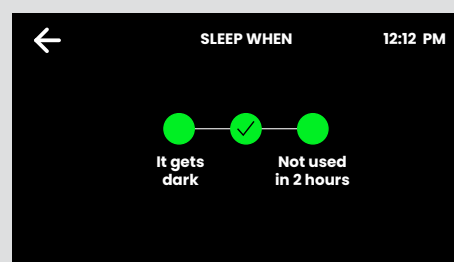 SLEEP WHEN 12:12 PM
It gets
dark
Not used
in 2 hours